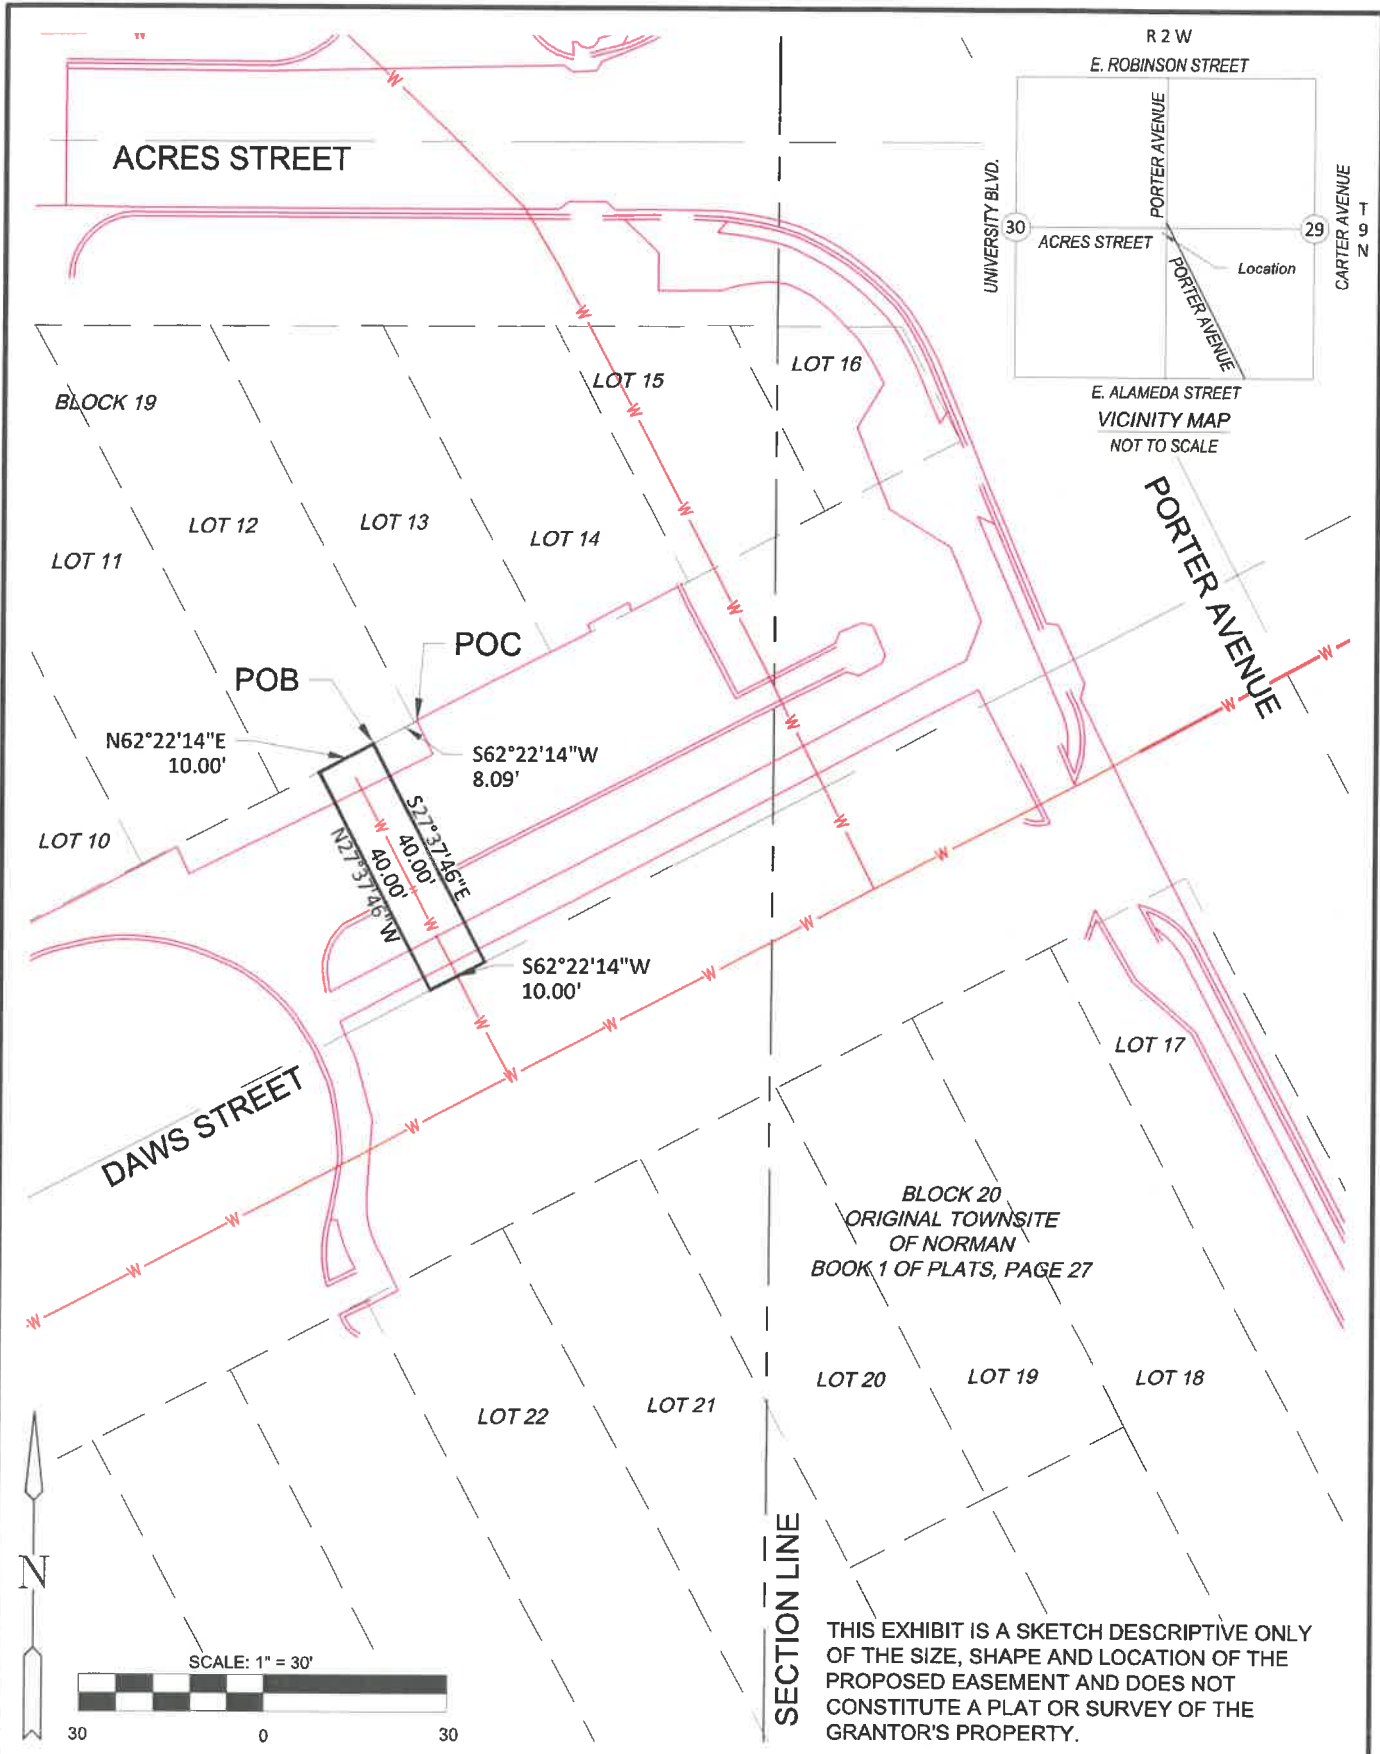 R 2 W
E. ROBINSON STREET
PORTER AVENUE
UNIVERSITY BLVD.
30
ACRES STREET
29
CARTER AVENUE
T
9
N
Location
PORTER AVENUE
E. ALAMEDA STREET
VICINITY MAP
NOT TO SCALE
W
ACRES STREET
W
W
LOT 16
LOT 15
W
BLOCK 19
W
LOT 12
LOT 13
LOT 14
LOT 11
PORTER AVENUE
W
POC
POB
W
W
N62°22'14"E
10.00'
S62°22'14"W
8.09'
W
S27°37'46"E
40.00'
40.00'
N27°37'46"W
W
W
W
LOT 10
W
W
W
S62°22'14"W
10.00'
W
W
W
LOT 17
W
DAWS STREET
W
BLOCK 20
ORIGINAL TOWNSITE
OF NORMAN
BOOK 1 OF PLATS, PAGE 27
W
W
W
LOT 20
LOT 19
LOT 18
LOT 21
LOT 22
N
SECTION LINE
SCALE: 1" = 30'
30
0
30
THIS EXHIBIT IS A SKETCH DESCRIPTIVE ONLY
OF THE SIZE, SHAPE AND LOCATION OF THE
PROPOSED EASEMENT AND DOES NOT
CONSTITUTE A PLAT OR SURVEY OF THE
GRANTOR'S PROPERTY.